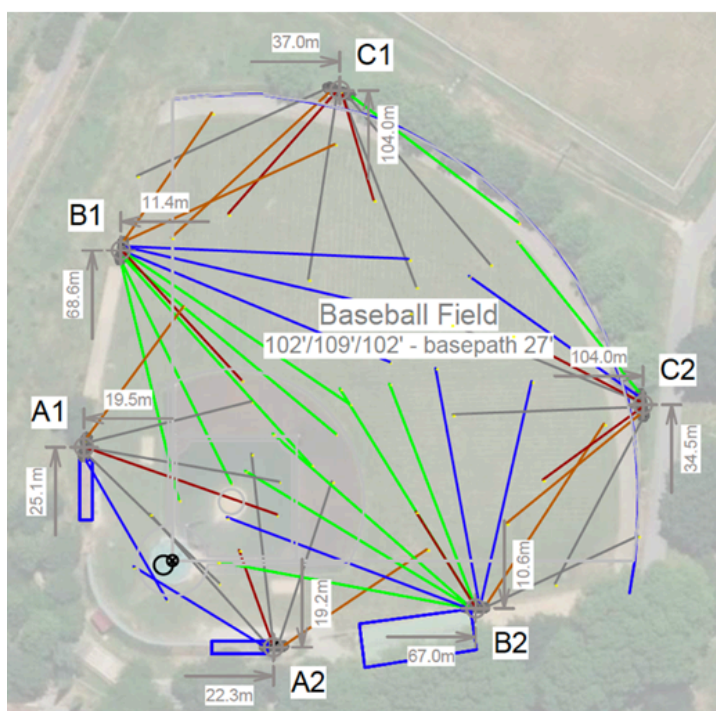 37.0m
C1
104.0m
B1
11.4m
68.6m
Baseball Field
102'/109'/102' - basepath 27'
104.0m
C2
A1
19.5m
34.5m
25.1m
10.6m
19.2m
B2
67.0m
A2
22.3m